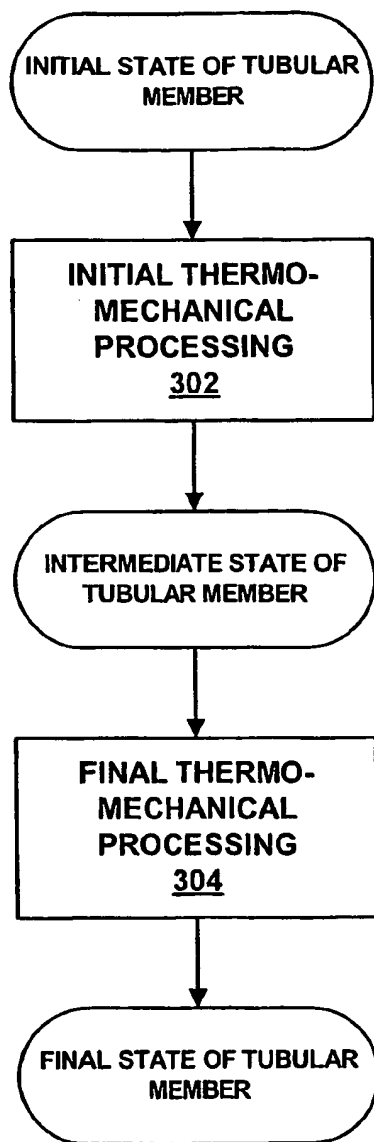 INITIAL STATE OF TUBULAR
MEMBER
INITIAL THERMO-
MECHANICAL
PROCESSING
302
INTERMEDIATE STATE OF
TUBULAR MEMBER
FINAL THERMO-
MECHANICAL
PROCESSING
304
FINAL STATE OF TUBULAR
MEMBER